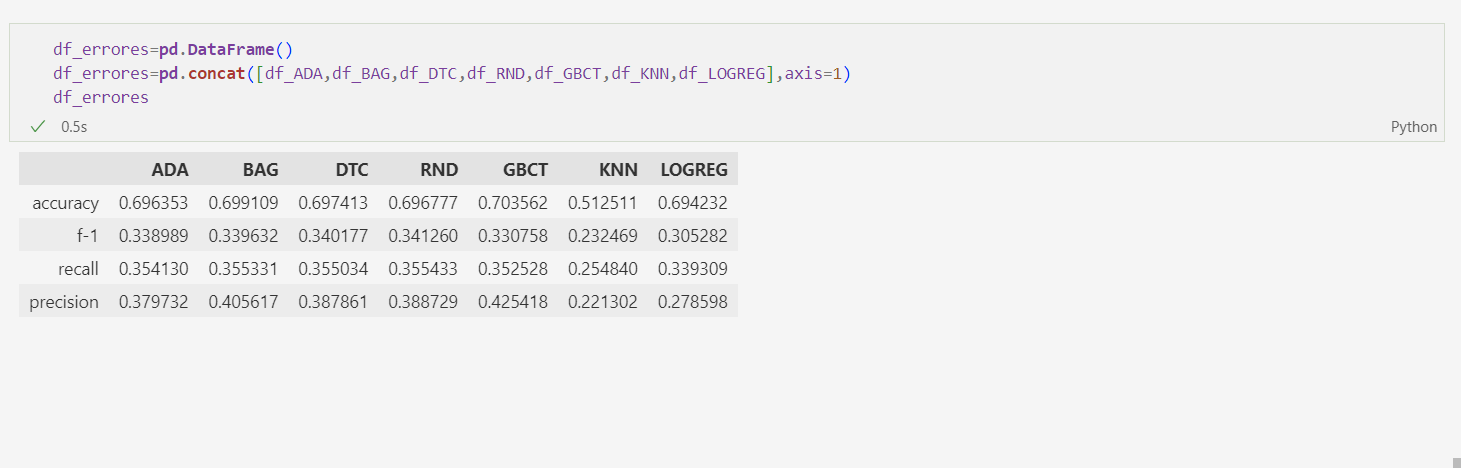 df_errores=pd.DataFrame()
df_errores=pd.concat([df_ADA,df_BAG,df_DTC,df_RND,df_GBCT,df_KNN,df_LOGREG],axis=1)
df_errores
0.5s Python
ADA BAG DTC RND GBCT KNN LOGREG
accuracy 0.696353 0.699109 0.697413 0.696777 0.703562 0.512511 0.694232
f-1 0.338989 0.339632 0.340177 0.341260 0.330758 0.232469 0.305282
recall 0.354130 0.355331 0.355034 0.355433 0.352528 0.254840 0.339309
precision 0.379732 0.405617 0.387861 0.388729 0.425418 0.221302 0.278598